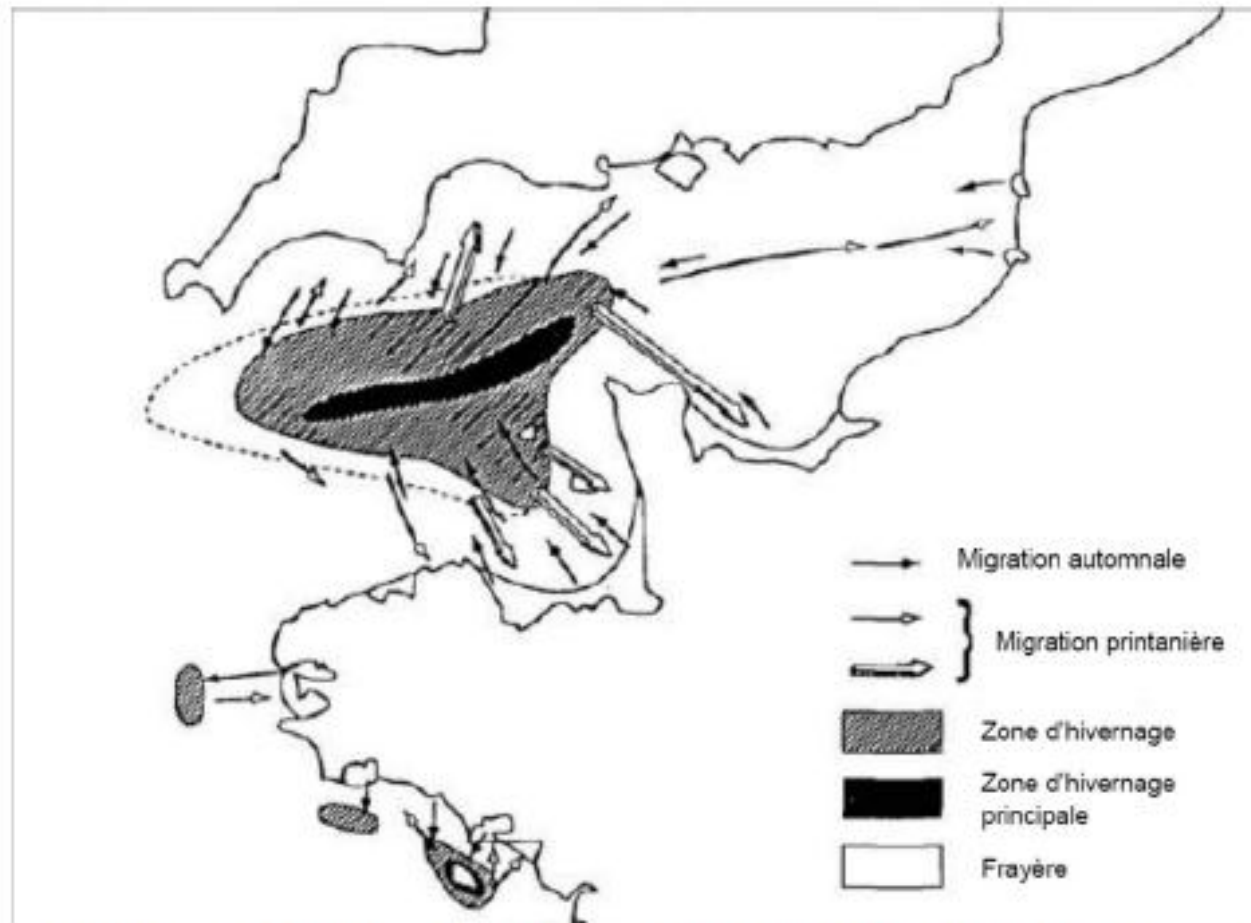 Migration automnale
Migration printanière
Zone d'hivernage
Zone d'hivernage
principale
Frayère